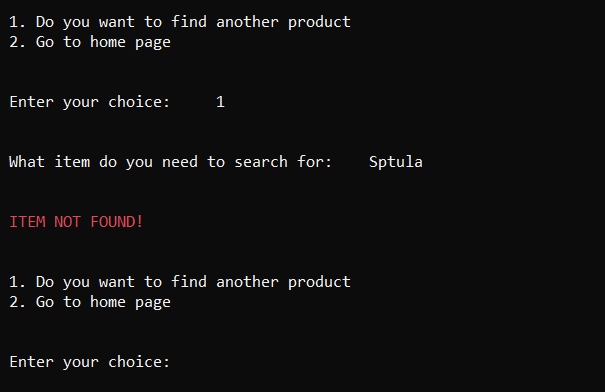 1. Do you want to find another product
2. Go to home page
Enter your choice: 1
What item do you need to search for: Sptula
ITEM NOT FOUND!
1. Do you want to find another product
2. Go to home page
Enter your choice: